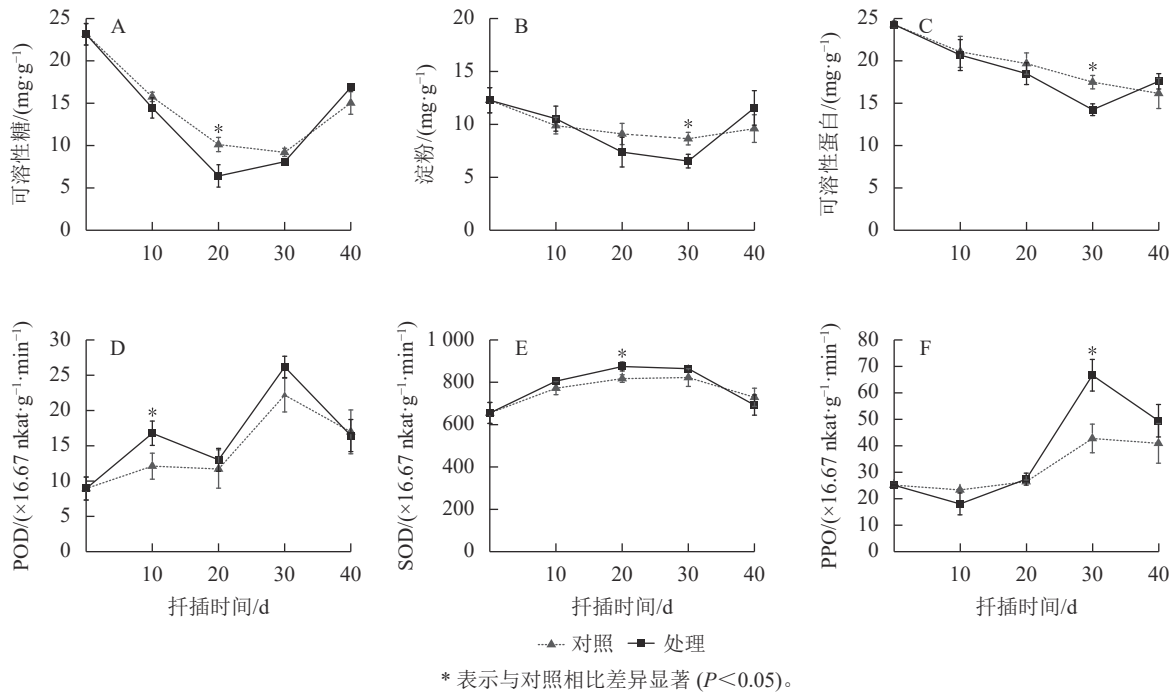 A
可溶性糖/(mg·g⁻¹)
25
20
15
10
5
0
*
10 20 30 40
B
淀粉/(mg·g⁻¹)
20
15
10
5
0
*
10 20 30 40
C
可溶性蛋白/(mg·g⁻¹)
25
20
15
10
5
0
*
10 20 30 40
D
POD/(×16.67 nkat·g⁻¹·min⁻¹)
30
25
20
15
10
5
0
*
10 20 30 40
扦插时间/d
E
SOD/(×16.67 nkat·g⁻¹·min⁻¹)
1 000
800
600
400
200
0
*
10 20 30 40
扦插时间/d
F
PPO/(×16.67 nkat·g⁻¹·min⁻¹)
80
70
60
50
40
30
20
10
0
*
10 20 30 40
扦插时间/d
对照 处理
* 表示与对照相比差异显著 (P＜0.05)。